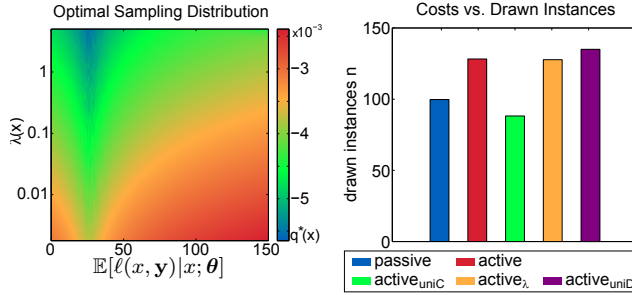 Optimal Sampling Distribution
x10⁻³
1
0.1
0.01
λ(x)
0
50
100
150
𝔼[ℓ(x, y)|x; θ]
−3
−4
−5
q*(x)
Costs vs. Drawn Instances
150
100
50
0
drawn instances n
passive
active
active_uniC
active_λ
active_uniD